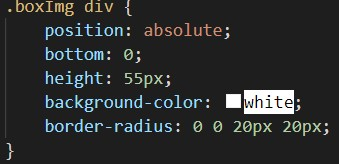 .boxImg div {
    position: absolute;
    bottom: 0;
    height: 55px;
    background-color: white;
    border-radius: 0 0 20px 20px;
}